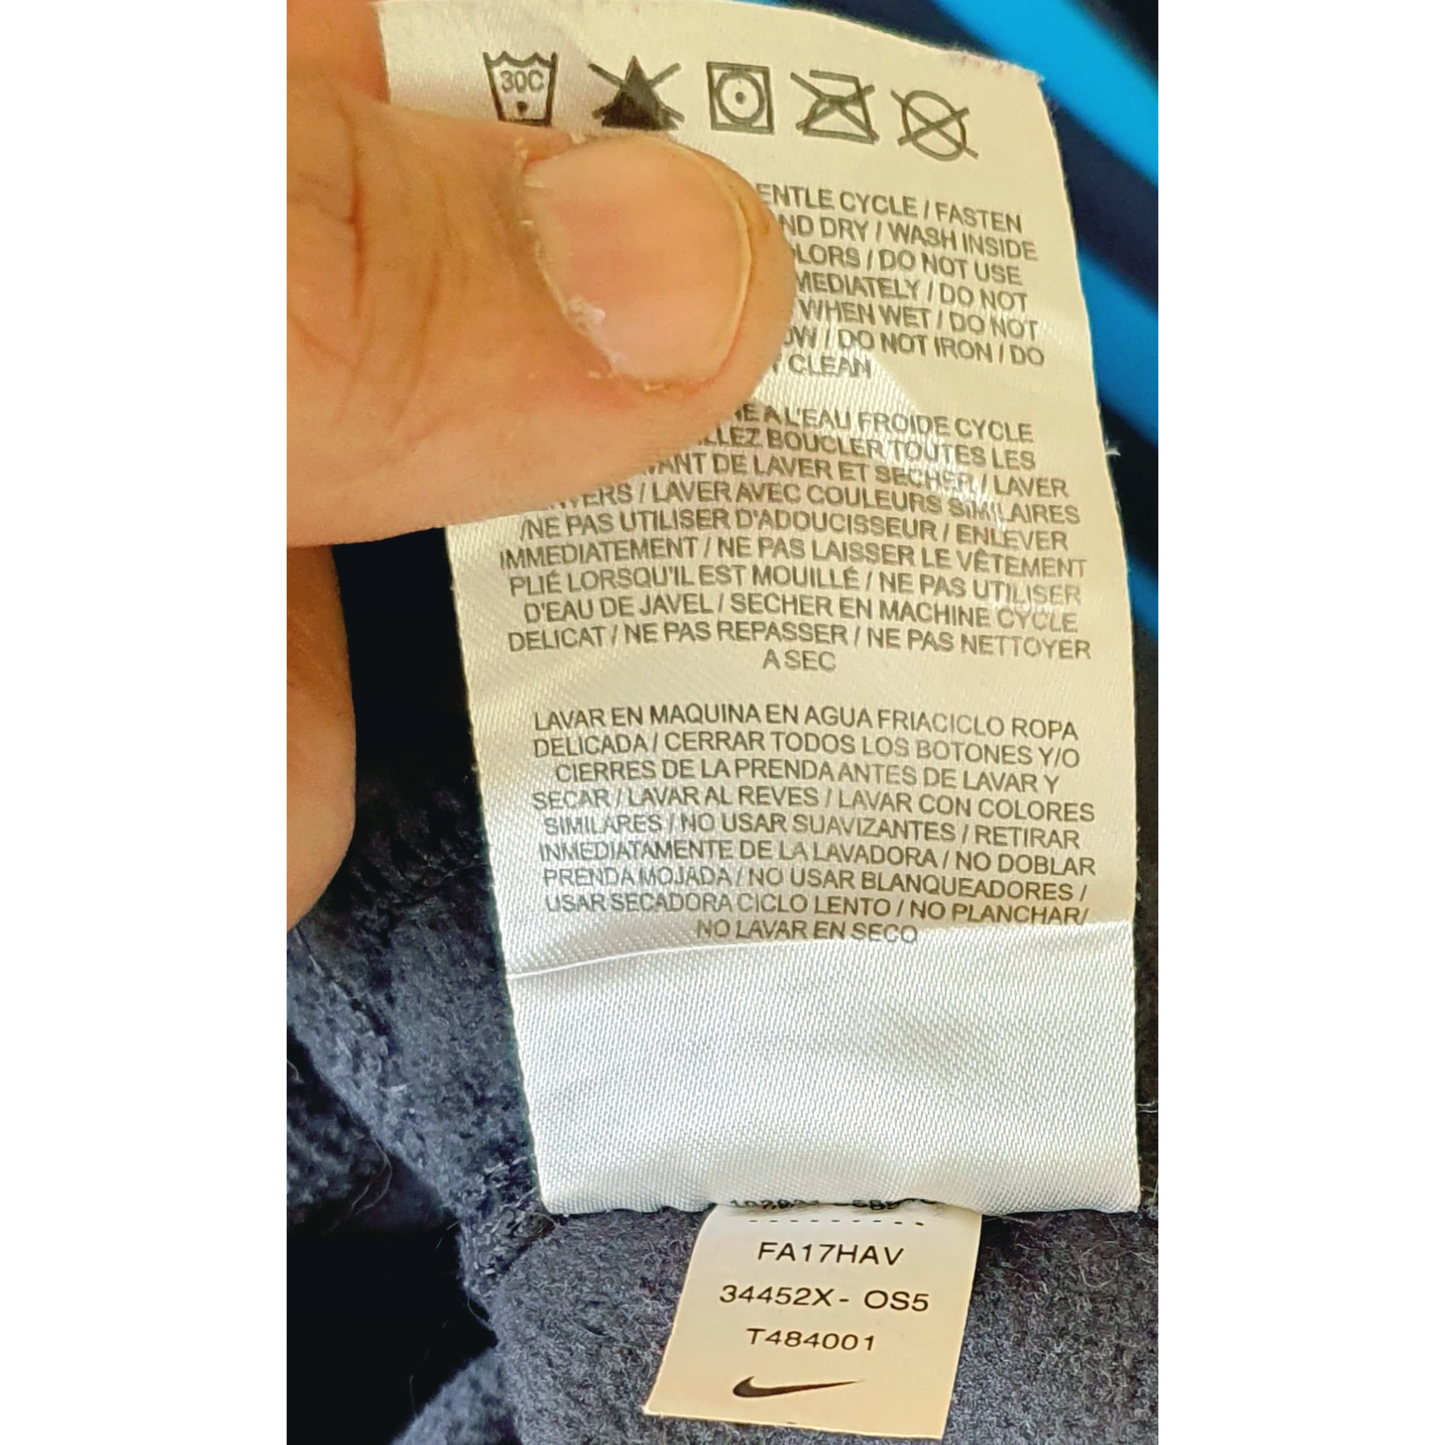 30C
GENTLE CYCLE / FASTEN
AND DRY / WASH INSIDE
COLORS / DO NOT USE
IMMEDIATELY / DO NOT
WHEN WET / DO NOT
LOW / DO NOT IRON / DO
CLEAN
A L'EAU FROIDE CYCLE
BOUCLER TOUTES LES
AVANT DE LAVER ET SECHER / LAVER
/ LAVER AVEC COULEURS SIMILAIRES
/NE PAS UTILISER D'ADOUCISSEUR / ENLEVER
IMMEDIATEMENT / NE PAS LAISSER LE VÊTEMENT
PLIÉ LORSQU'IL EST MOUILLÉ / NE PAS UTILISER
D'EAU DE JAVEL / SECHER EN MACHINE CYCLE
DELICAT / NE PAS REPASSER / NE PAS NETTOYER
A SEC
LAVAR EN MAQUINA EN AGUA FRIACICLO ROPA
DELICADA / CERRAR TODOS LOS BOTONES Y/O
CIERRES DE LA PRENDA ANTES DE LAVAR Y
SECAR / LAVAR AL REVES / LAVAR CON COLORES
SIMILARES / NO USAR SUAVIZANTES / RETIRAR
INMEDIATAMENTE DE LA LAVADORA / NO DOBLAR
PRENDA MOJADA / NO USAR BLANQUEADORES /
USAR SECADORA CICLO LENTO / NO PLANCHAR/
NO LAVAR EN SECO
FA17HAV
34452X- OS5
T484001